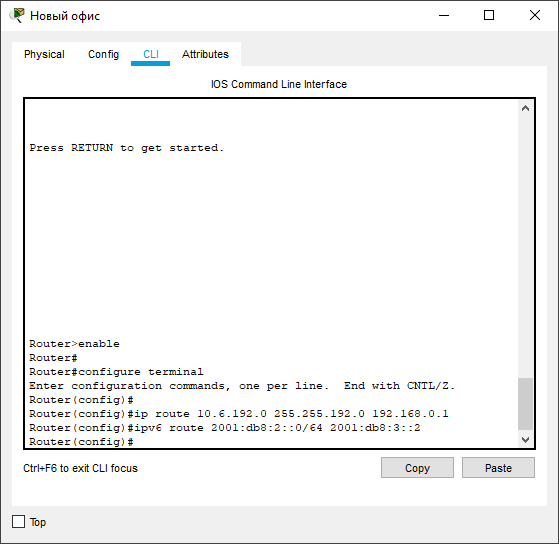 Новый офис
Physical Config CLI Attributes
IOS Command Line Interface
Press RETURN to get started.
Router>enable
Router#
Router#configure terminal
Enter configuration commands, one per line.  End with CNTL/Z.
Router(config)#
Router(config)#ip route 10.6.192.0 255.255.192.0 192.168.0.1
Router(config)#ipv6 route 2001:db8:2::0/64 2001:db8:3::2
Router(config)#
Ctrl+F6 to exit CLI focus
Copy Paste
Top